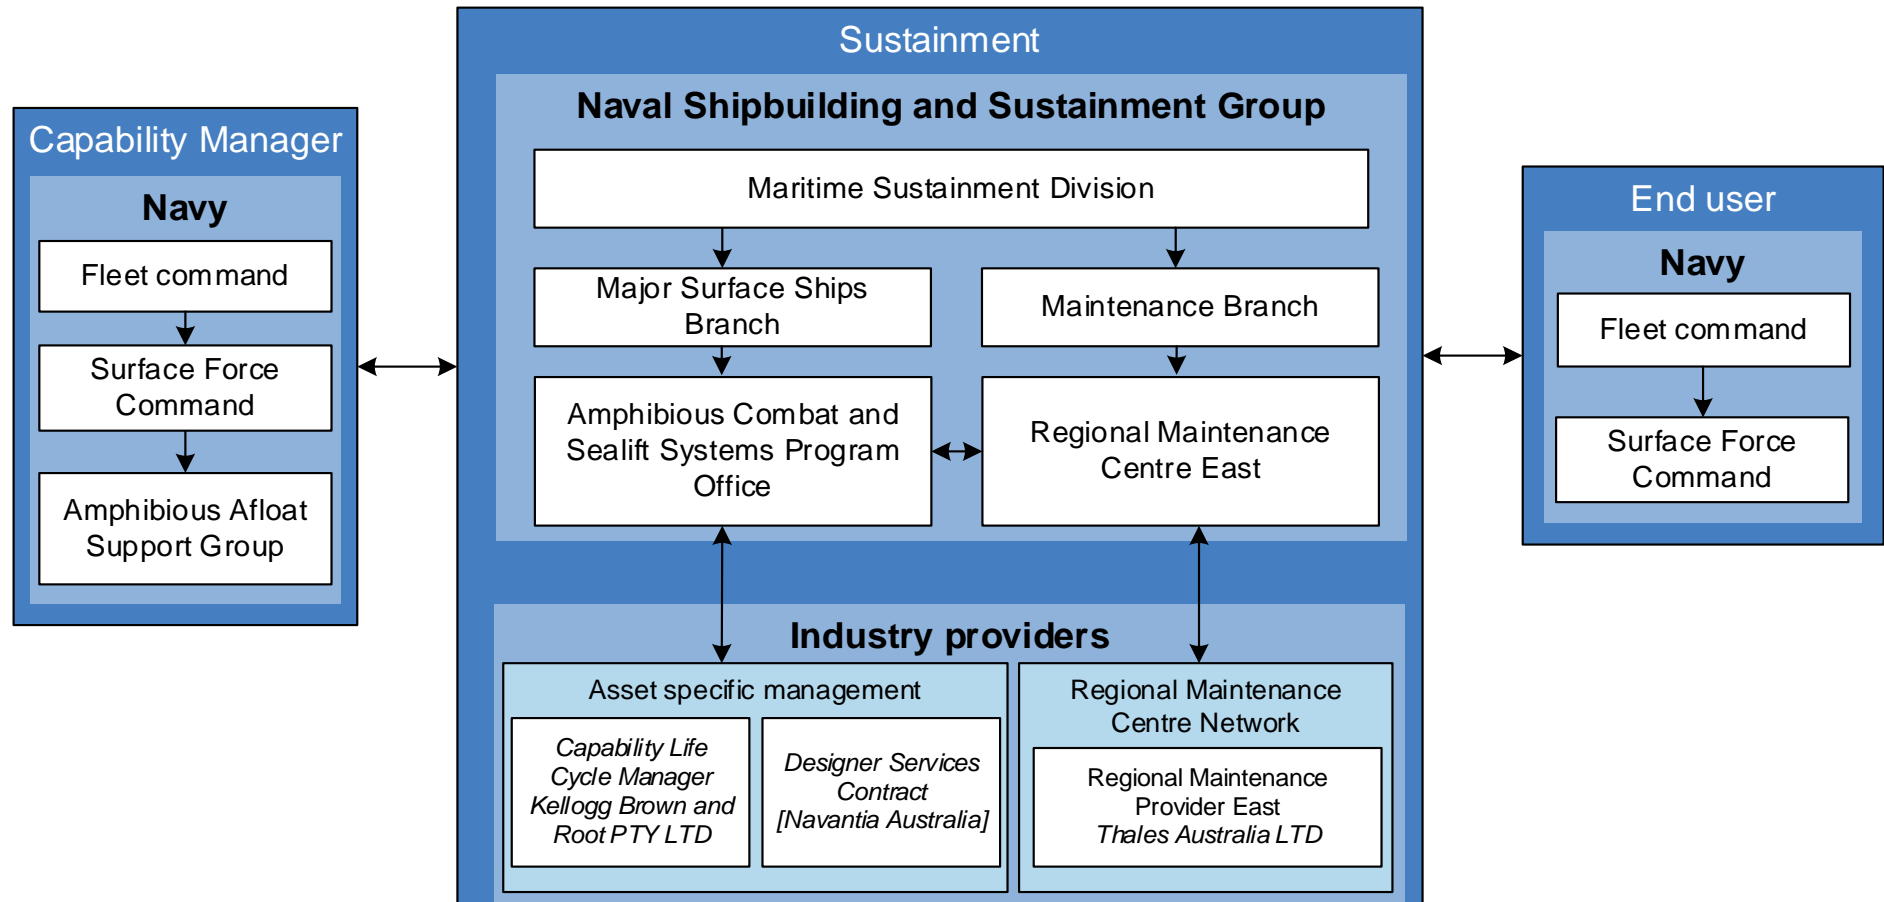 Sustainment
Naval Shipbuilding and Sustainment Group
Maritime Sustainment Division
Major Surface Ships
Branch
Maintenance Branch
Amphibious Combat and
Sealift Systems Program
Office
Regional Maintenance
Centre East
Industry providers
Asset specific management
Capability Life
Cycle Manager
Kellogg Brown and
Root PTY LTD
Designer Services
Contract
[Navantia Australia]
Regional Maintenance
Centre Network
Regional Maintenance
Provider East
Thales Australia LTD
Capability Manager
Navy
Fleet command
Surface Force
Command
Amphibious Afloat
Support Group
End user
Navy
Fleet command
Surface Force
Command